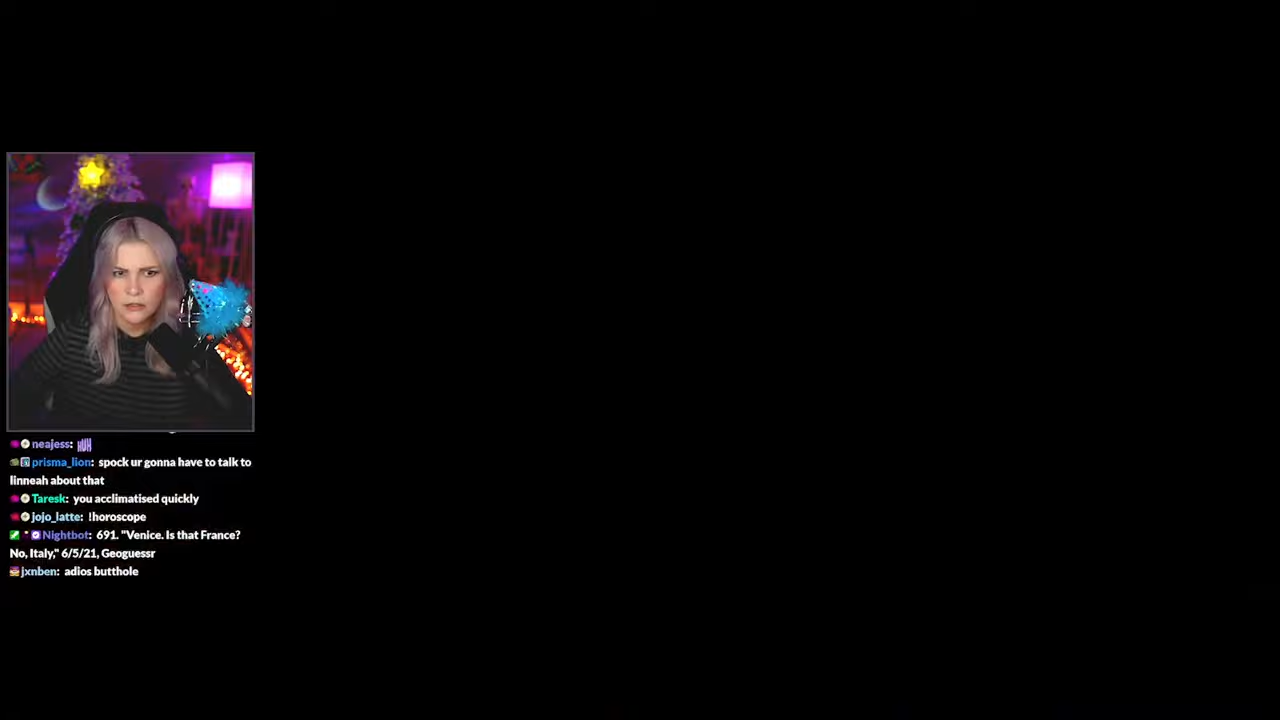 neajess:
prisma_lion: spock ur gonna have to talk to
linneah about that
Taresk: you acclimatised quickly
jojo_latte: !horoscope
Nightbot: 691. "Venice. Is that France?
No, Italy," 6/5/21, Geoguessr
jxnben: adios butthole